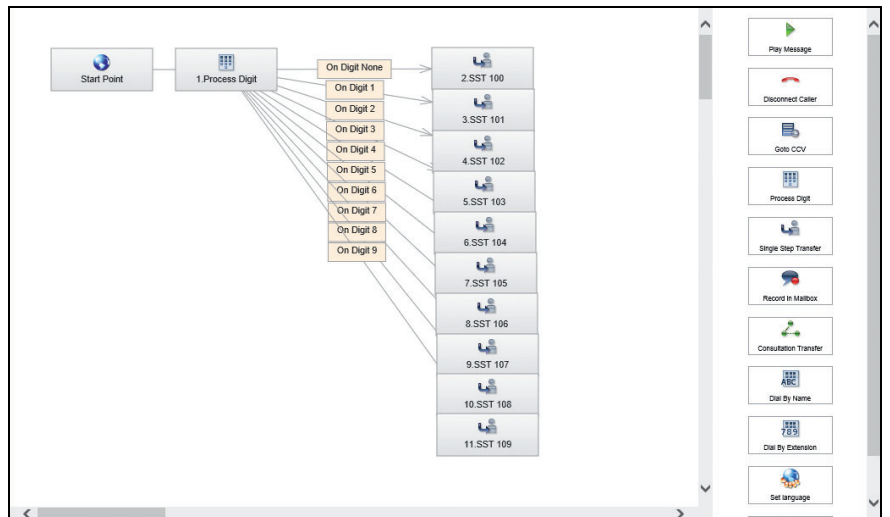 Start Point
1.Process Digit
On Digit None
On Digit 1
On Digit 2
On Digit 3
On Digit 4
On Digit 5
On Digit 6
On Digit 7
On Digit 8
On Digit 9
2.SST 100
3.SST 101
4.SST 102
5.SST 103
6.SST 104
7.SST 105
8.SST 106
9.SST 107
10.SST 108
11.SST 109
Play Message
Disconnect Caller
Goto CCV
Process Digit
Single Step Transfer
Record In Mailbox
Consultation Transfer
ABC
Dial By Name
789
Dial By Extension
Set language